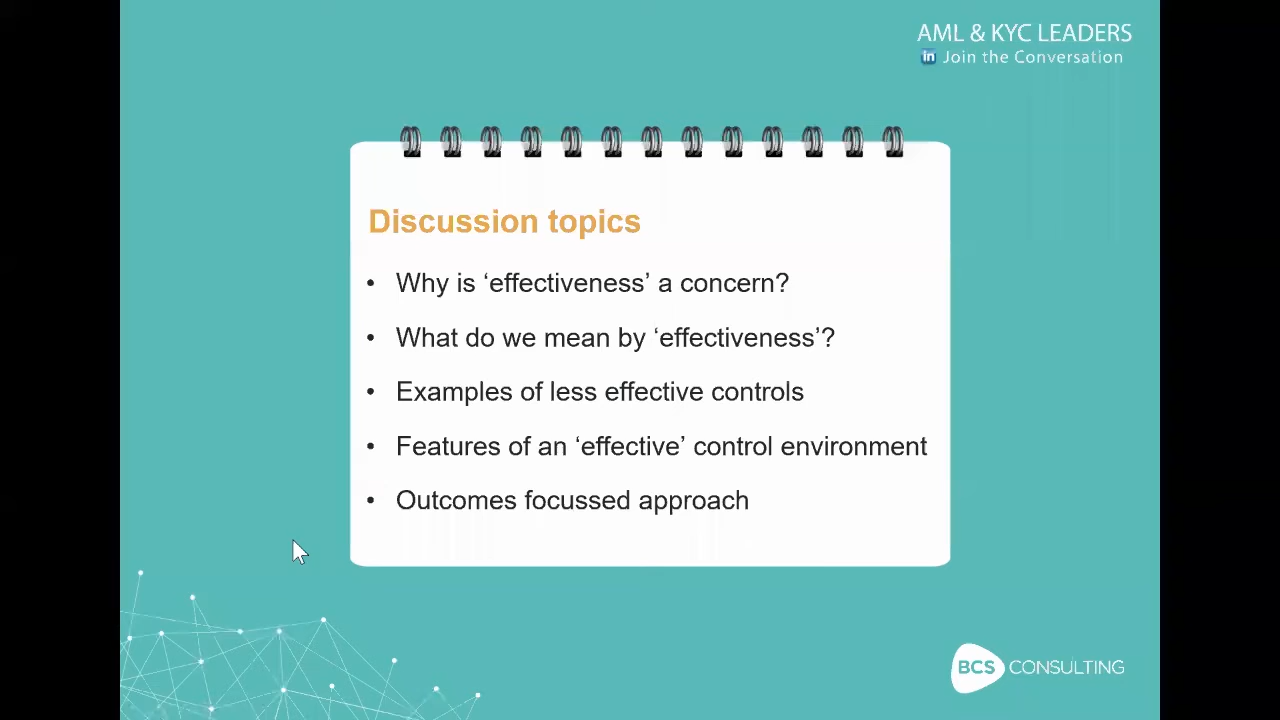 AML & KYC LEADERS
in Join the Conversation
Discussion topics
• Why is ‘effectiveness’ a concern?
• What do we mean by ‘effectiveness’?
• Examples of less effective controls
• Features of an ‘effective’ control environment
• Outcomes focussed approach
BCS CONSULTING